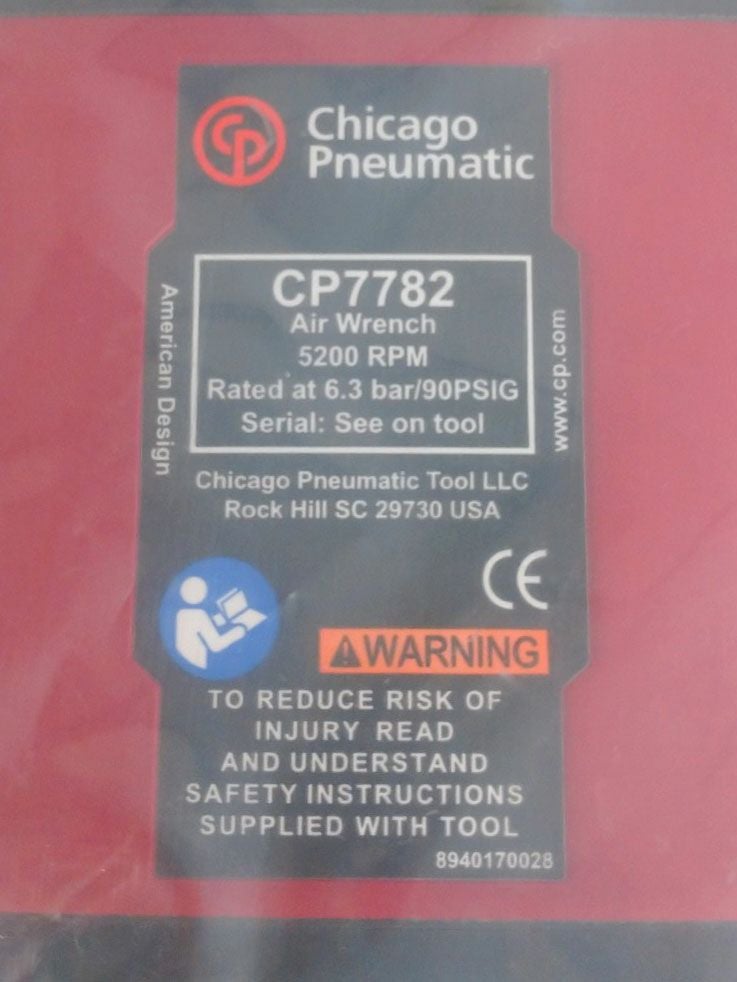 CP
Chicago
Pneumatic
CP7782
Air Wrench
5200 RPM
Rated at 6.3 bar/90PSIG
Serial: See on tool
American Design
www.cp.com
Chicago Pneumatic Tool LLC
Rock Hill SC 29730 USA
CE
WARNING
TO REDUCE RISK OF
INJURY READ
AND UNDERSTAND
SAFETY INSTRUCTIONS
SUPPLIED WITH TOOL
8940170028